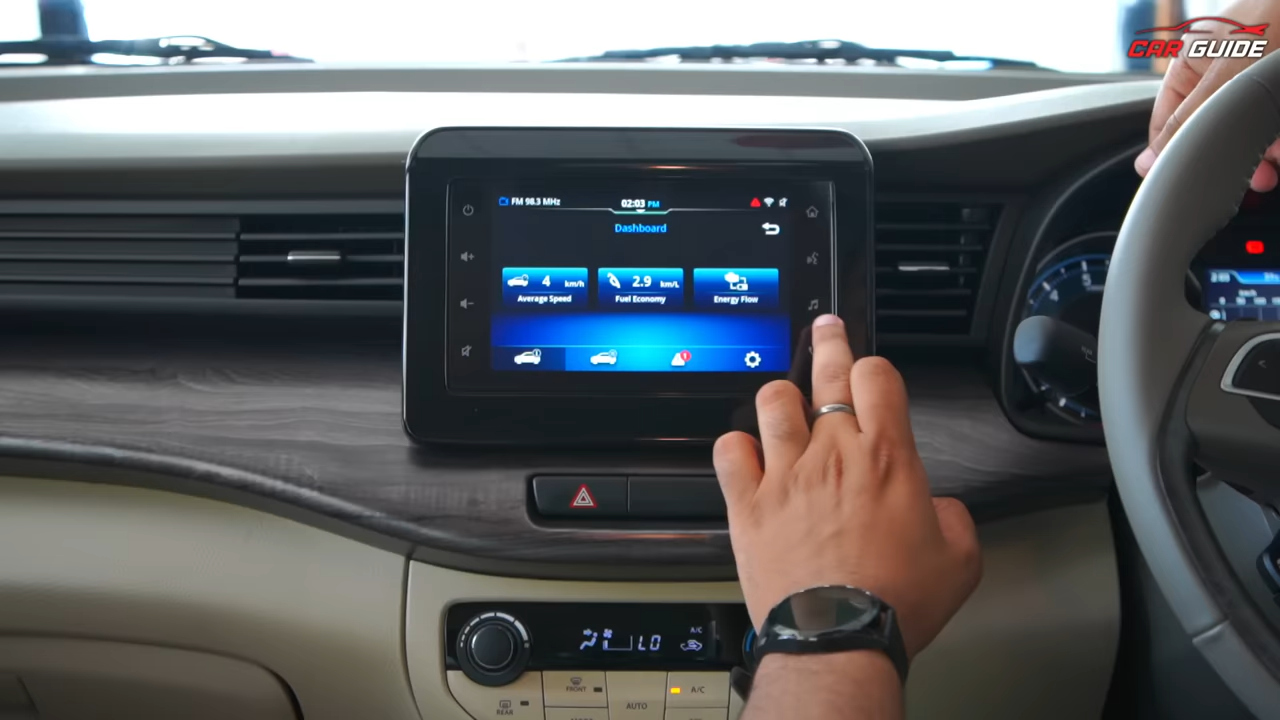 CAR GUIDE
FM 98.3 MHz
02:03 PM
Dashboard
4 km/h
2.9 km/L
Average Speed
Fuel Economy
Energy Flow
LO
A/C
FRONT
A/C
REAR
AUTO